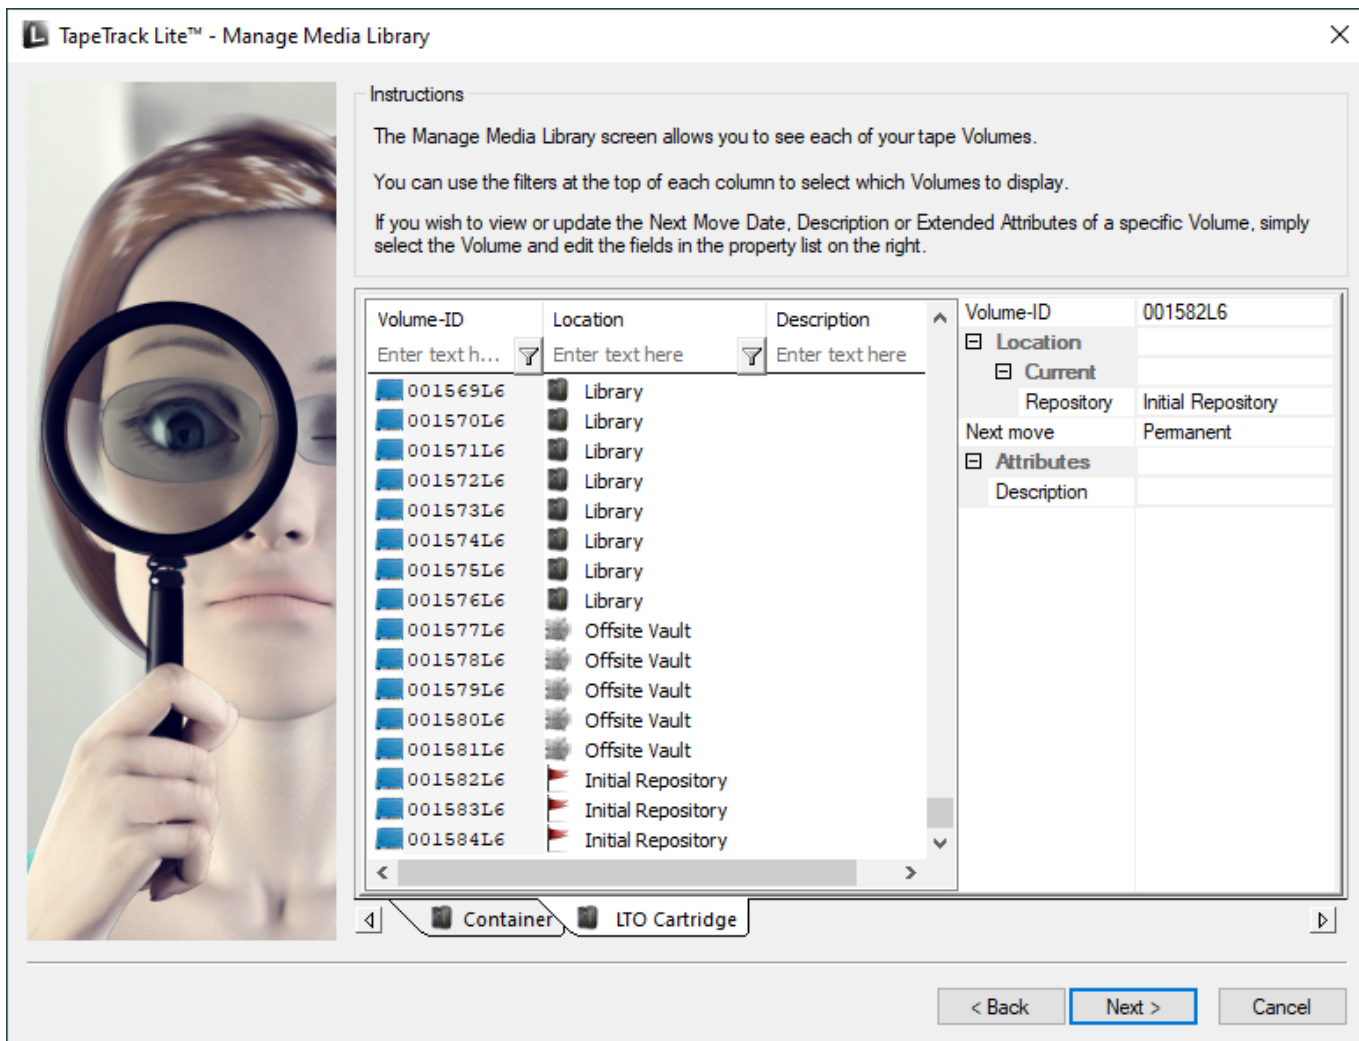 TapeTrack Lite™ - Manage Media Library
Instructions
The Manage Media Library screen allows you to see each of your tape Volumes.
You can use the filters at the top of each column to select which Volumes to display.
If you wish to view or update the Next Move Date, Description or Extended Attributes of a specific Volume, simply
select the Volume and edit the fields in the property list on the right.
Volume-ID Location Description
Enter text h... Enter text here Enter text here
001569L6 Library
001570L6 Library
001571L6 Library
001572L6 Library
001573L6 Library
001574L6 Library
001575L6 Library
001576L6 Library
001577L6 Offsite Vault
001578L6 Offsite Vault
001579L6 Offsite Vault
001580L6 Offsite Vault
001581L6 Offsite Vault
001582L6 Initial Repository
001583L6 Initial Repository
001584L6 Initial Repository
Volume-ID 001582L6
Location
Current
Repository Initial Repository
Next move Permanent
Attributes
Description
Container LTO Cartridge
< Back Next > Cancel